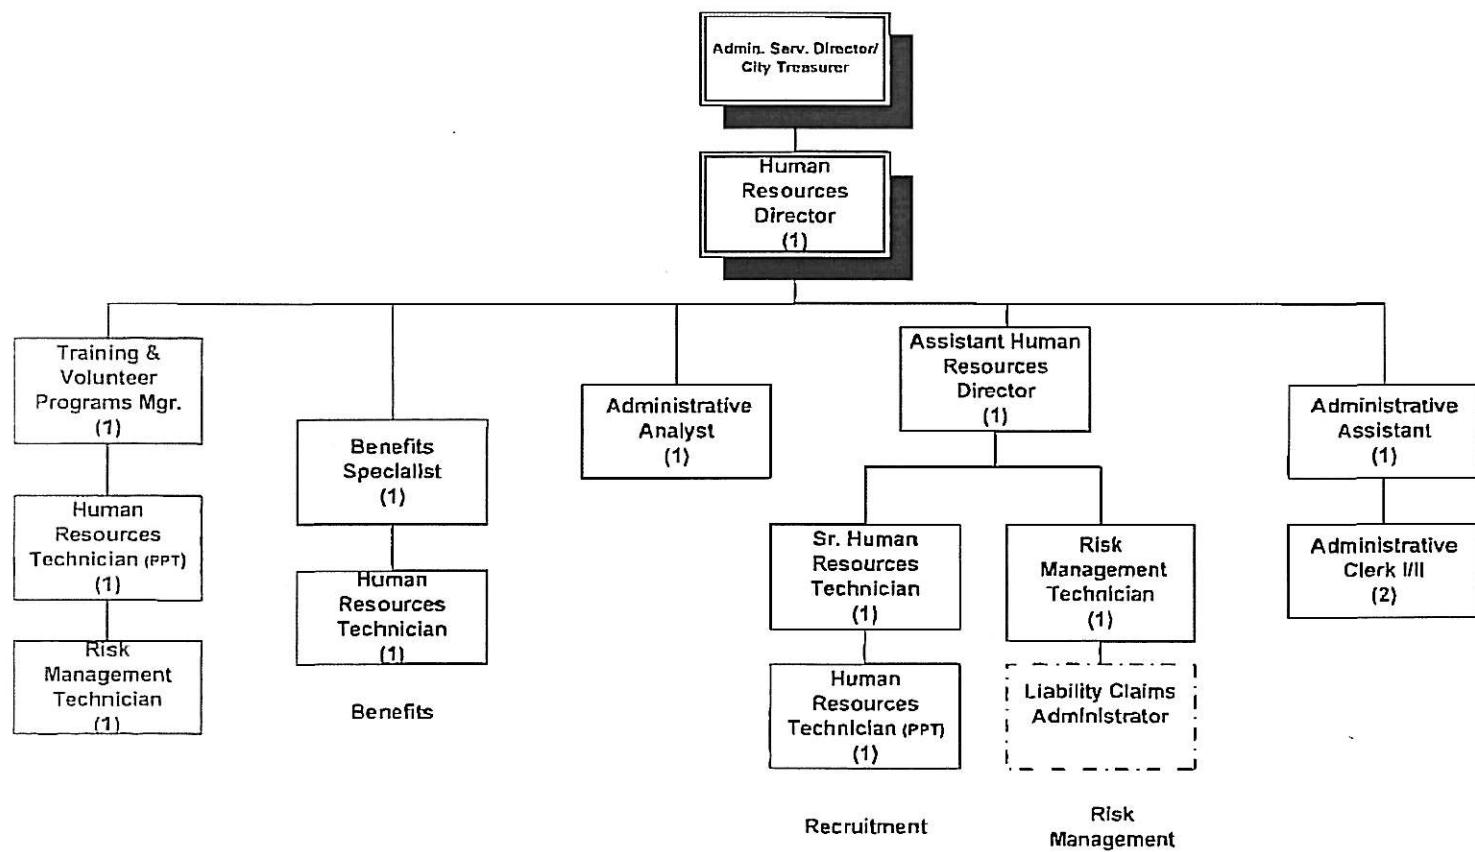 Admin. Serv. Director/
City Treasurer
Human
Resources
Director
(1)
Training &
Volunteer
Programs Mgr.
(1)
Human
Resources
Technician (PPT)
(1)
Risk
Management
Technician
(1)
Benefits
Specialist
(1)
Human
Resources
Technician
(1)
Benefits
Administrative
Analyst
(1)
Assistant Human
Resources
Director
(1)
Sr. Human
Resources
Technician
(1)
Human
Resources
Technician (PPT)
(1)
Recruitment
Risk
Management
Technician
(1)
Liability Claims
Administrator
Risk
Management
Administrative
Assistant
(1)
Administrative
Clerk I/II
(2)